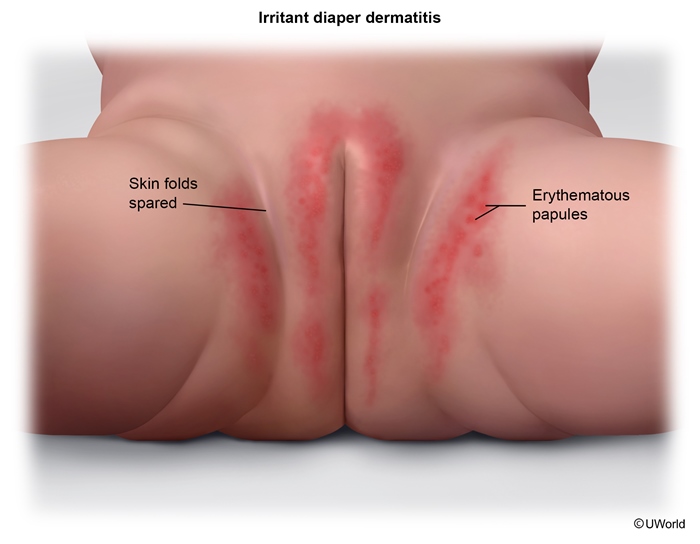 Irritant diaper dermatitis
Skin folds
spared
Erythematous
papules
©UWorld